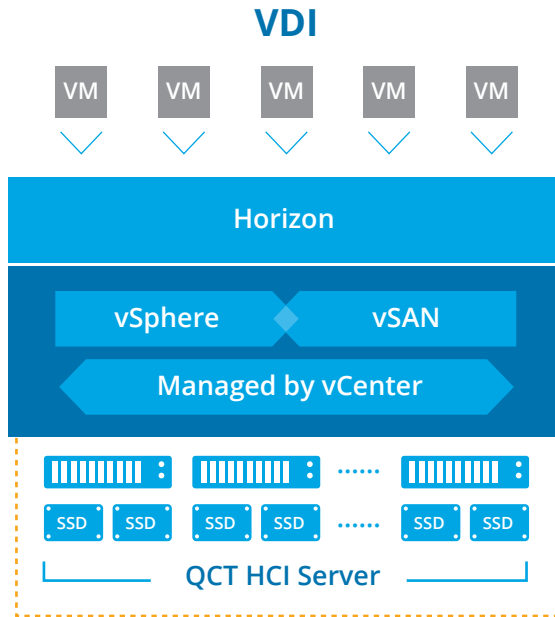 VDI
VM VM VM VM VM
Horizon
vSphere vSAN
Managed by vCenter
......
SSD SSD SSD SSD ...... SSD SSD
QCT HCI Server